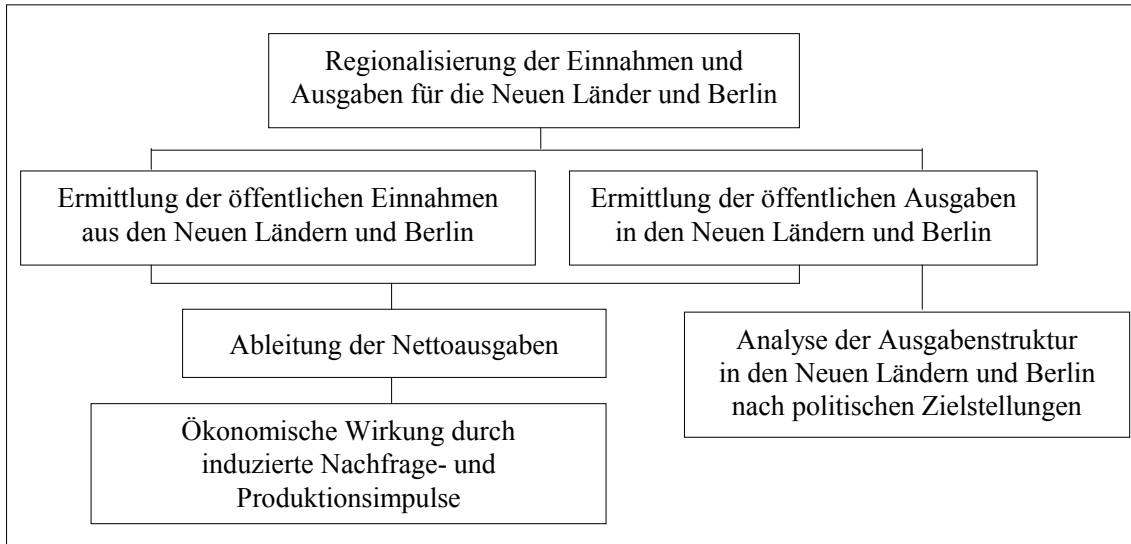 Regionalisierung der Einnahmen und
Ausgaben für die Neuen Länder und Berlin
Ermittlung der öffentlichen Einnahmen
aus den Neuen Ländern und Berlin
Ermittlung der öffentlichen Ausgaben
in den Neuen Ländern und Berlin
Ableitung der Nettoausgaben
Analyse der Ausgabenstruktur
in den Neuen Ländern und Berlin
nach politischen Zielstellungen
Ökonomische Wirkung durch
induzierte Nachfrage- und
Produktionsimpulse